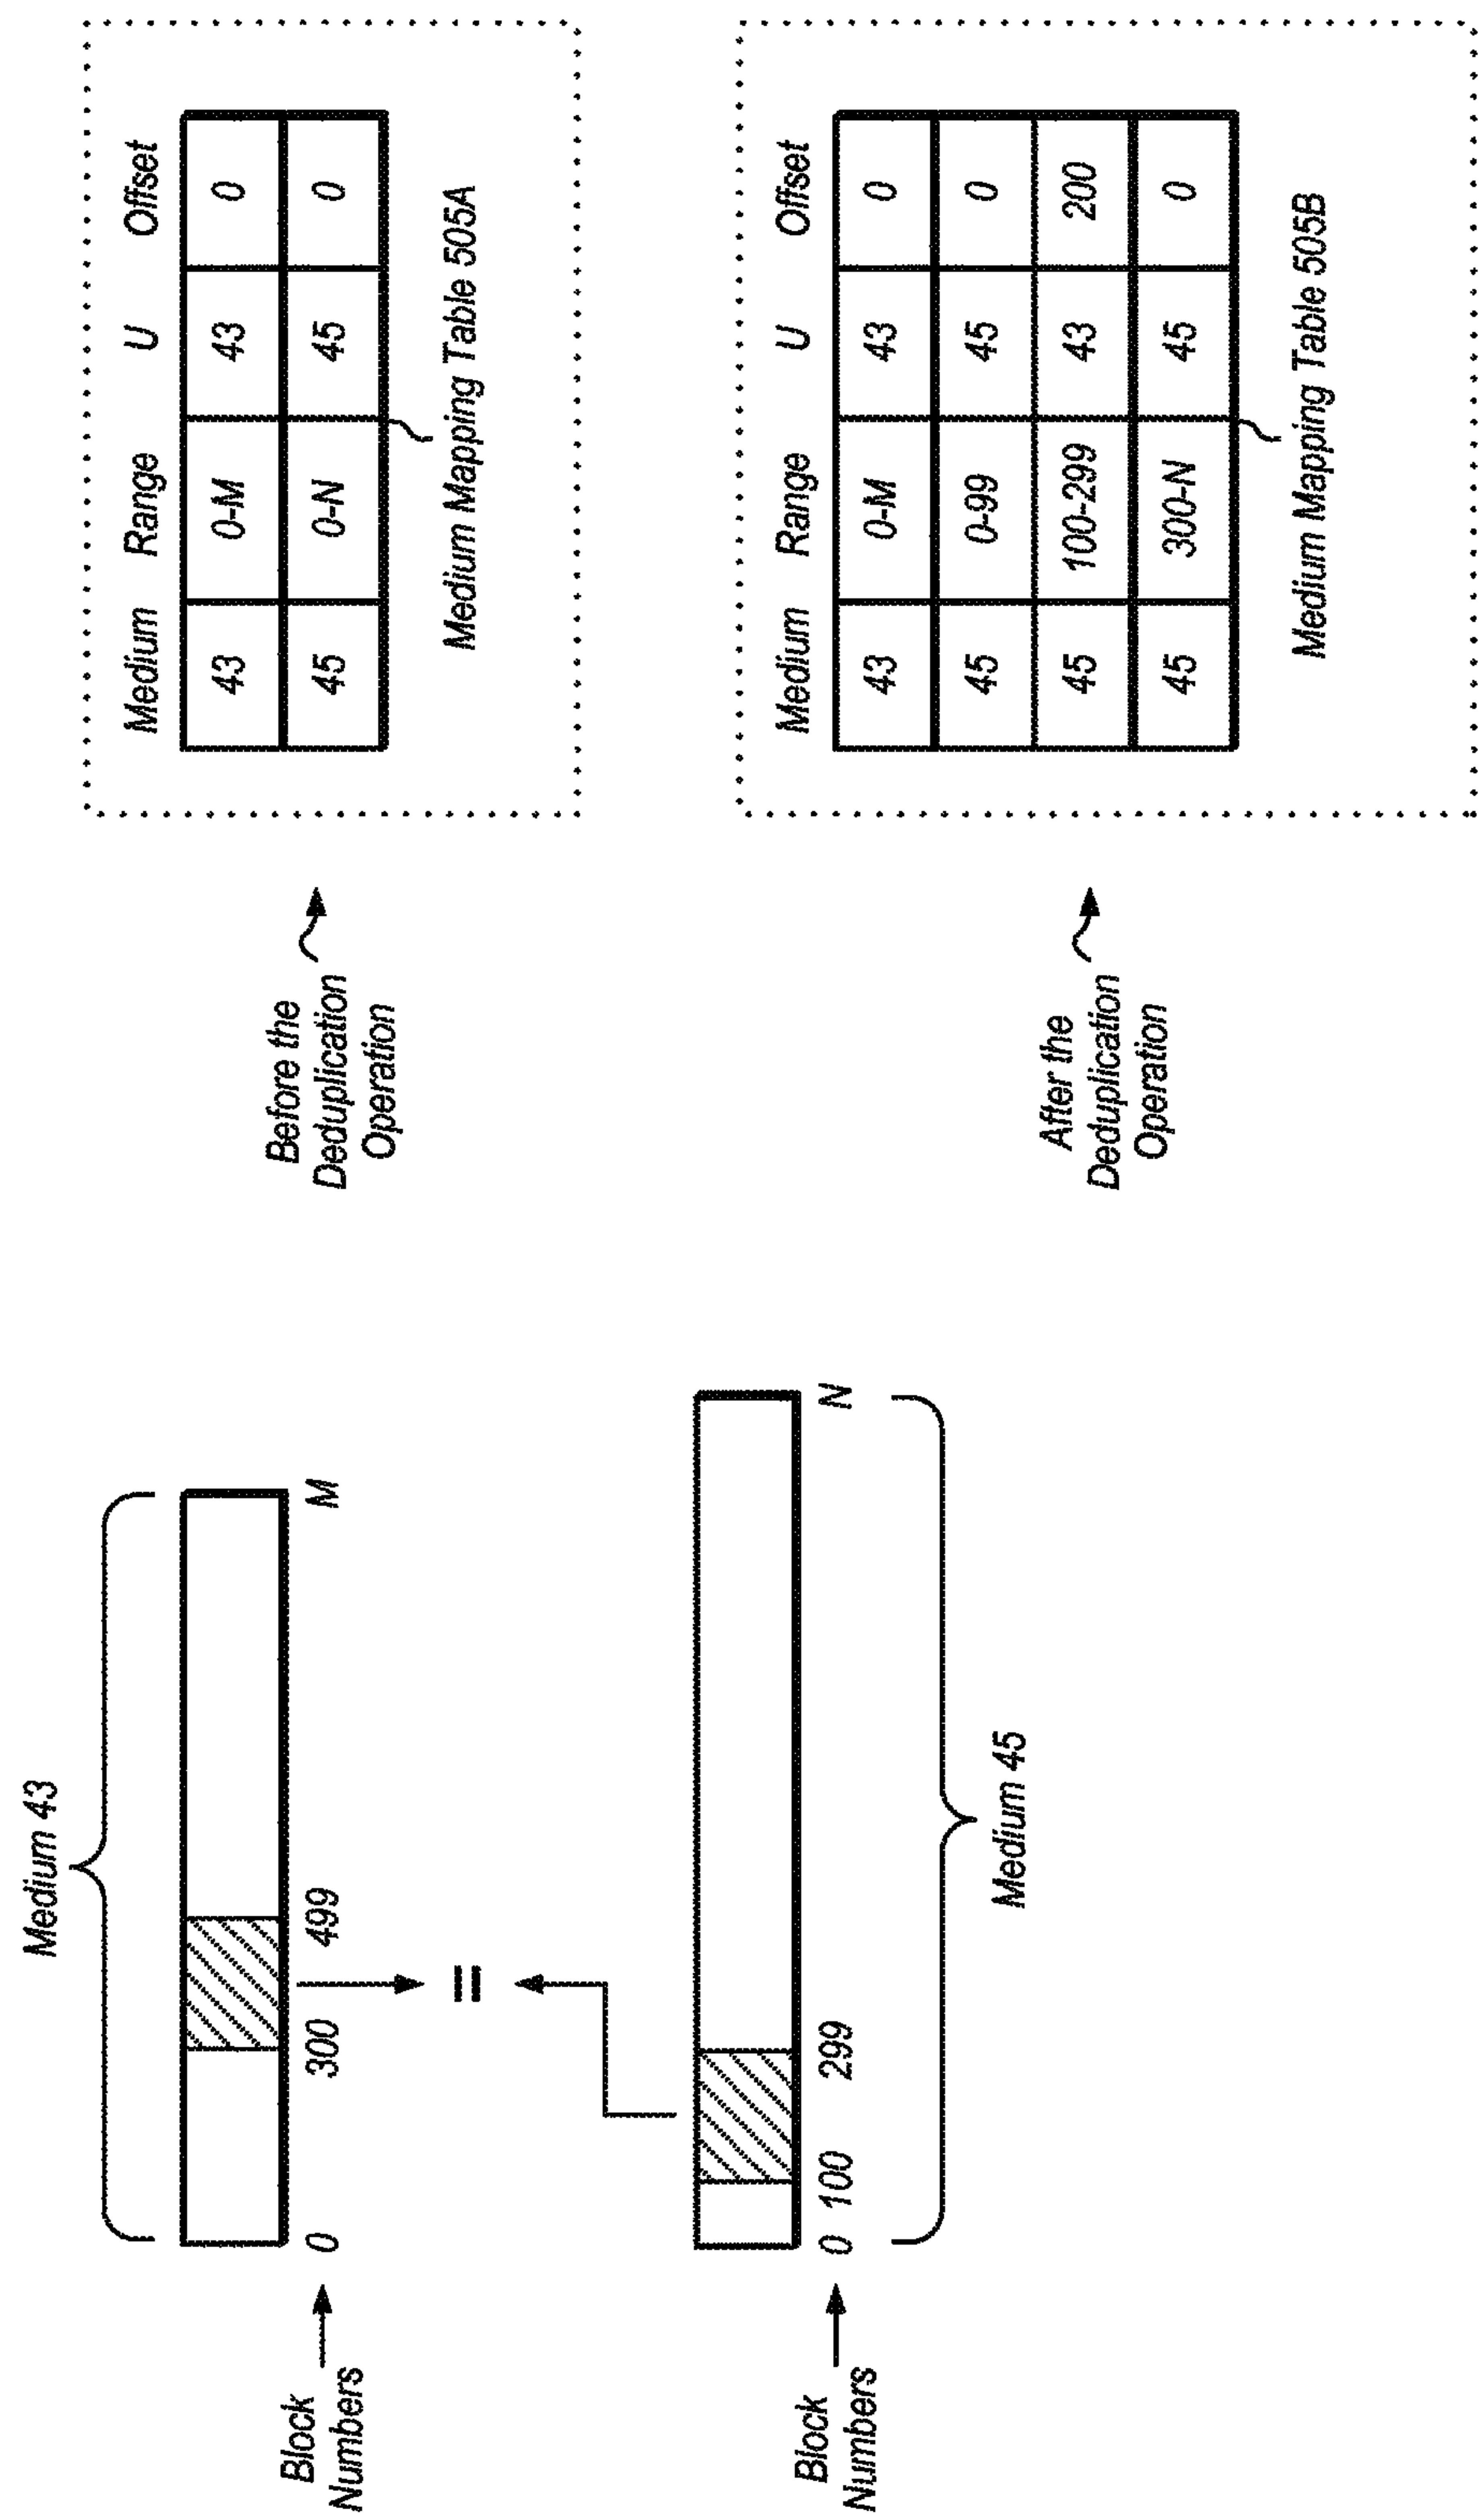 Medium 43
Block
Numbers
0
300
499
M
=
0
100
299
N
Block
Numbers
Medium 45
Before the
Deduplication
Operation
Medium Range U Offset
43 0-M 43 0
45 0-N 45 0
Medium Mapping Table 505A
After the
Deduplication
Operation
Medium Range U Offset
43 0-M 43 0
45 0-99 45 0
45 100-299 43 200
45 300-N 45 0
Medium Mapping Table 505B